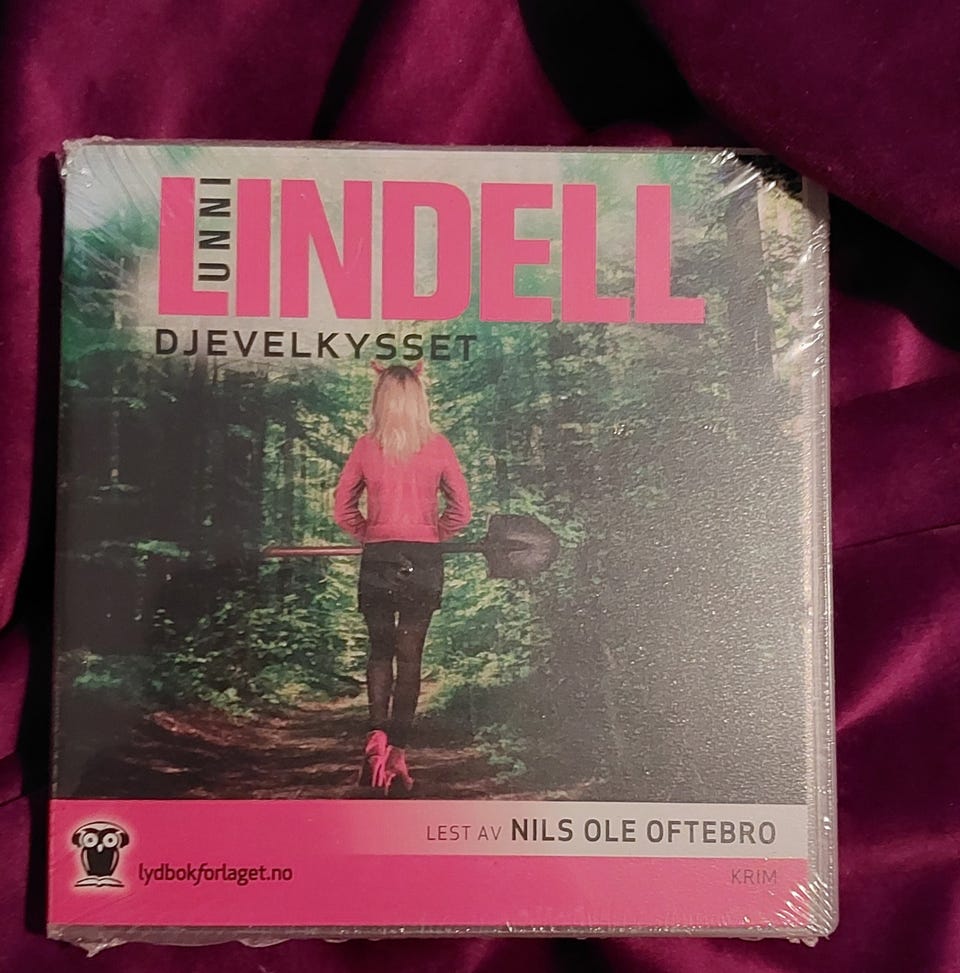 UNNI
LINDELL
DJEVELKYSSET
LEST AV NILS OLE OFTEBRO
lydbokforlaget.no
KRIM